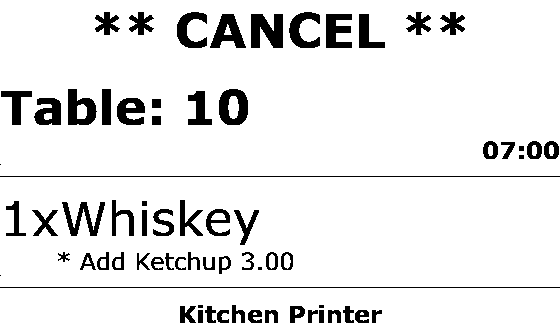 ** CANCEL **
Table: 10
07:00
1xWhiskey
* Add Ketchup 3.00
Kitchen Printer